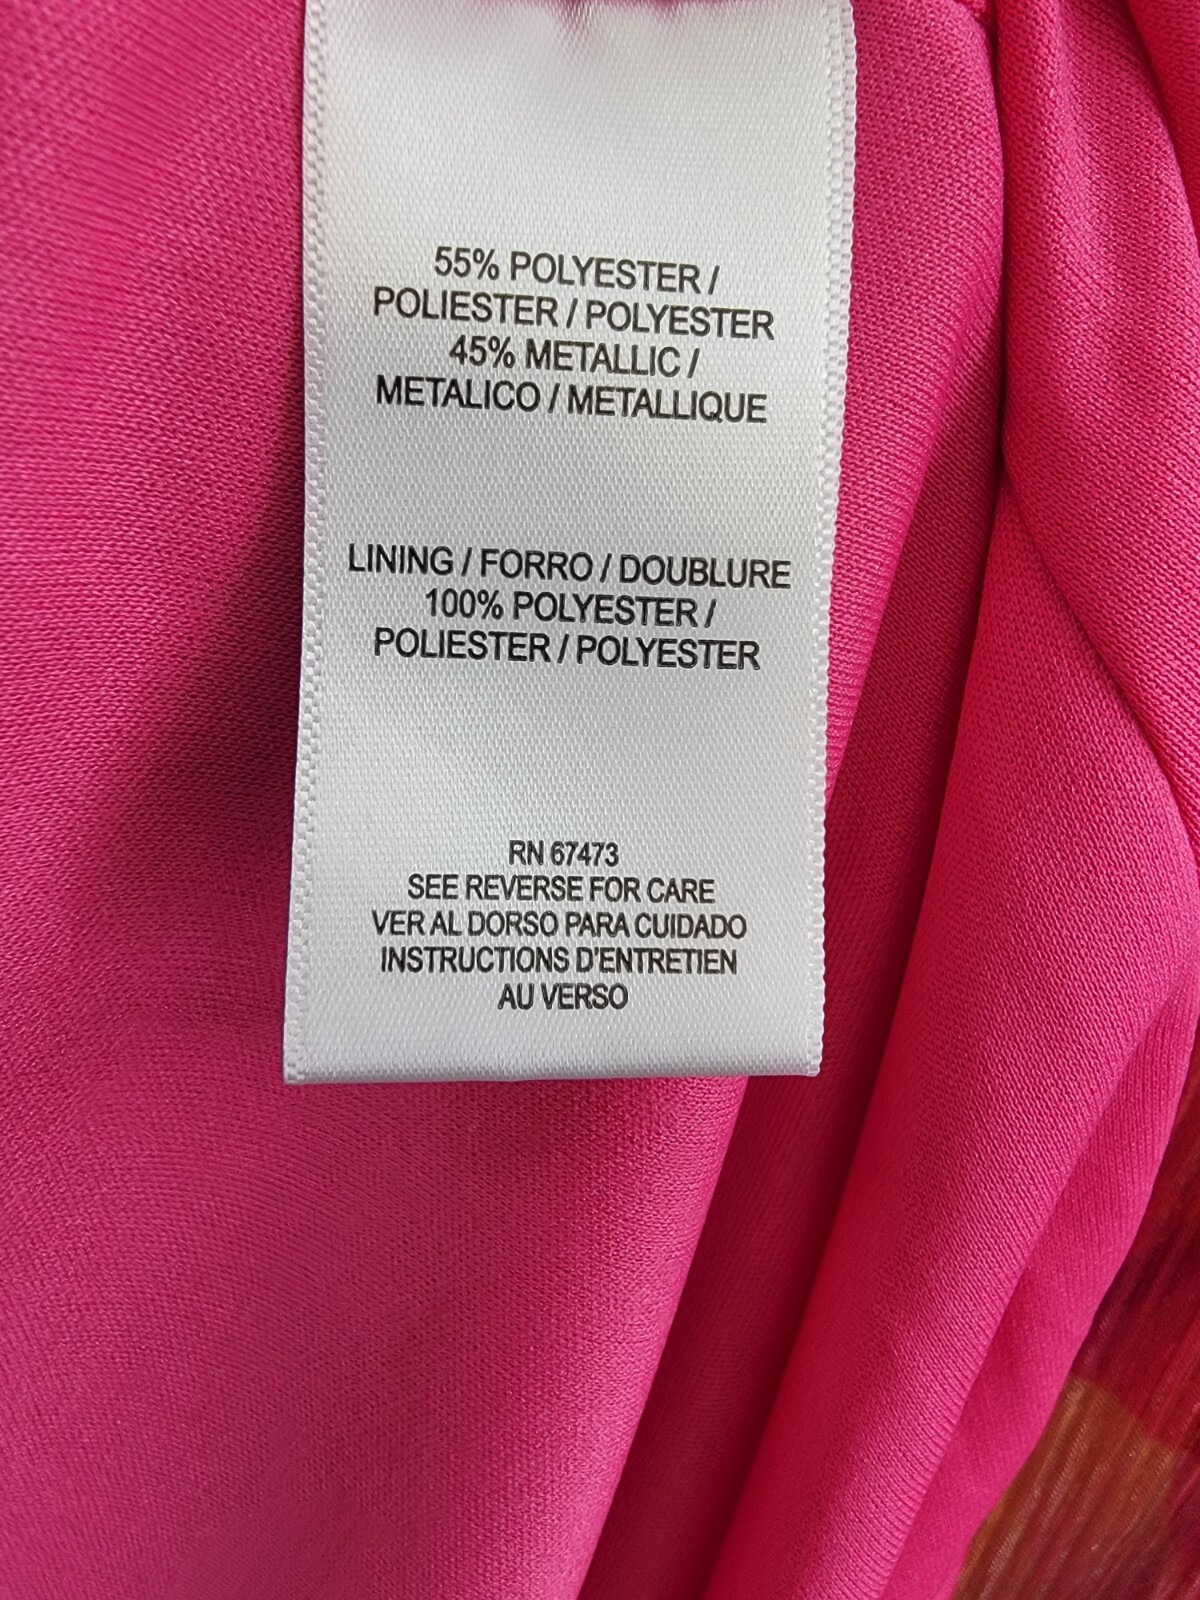 55% POLYESTER /
POLIESTER / POLYESTER
45% METALLIC /
METALICO / METALLIQUE
LINING / FORRO / DOUBLURE
100% POLYESTER /
POLIESTER / POLYESTER
RN 67473
SEE REVERSE FOR CARE
VER AL DORSO PARA CUIDADO
INSTRUCTIONS D'ENTRETIEN
AU VERSO